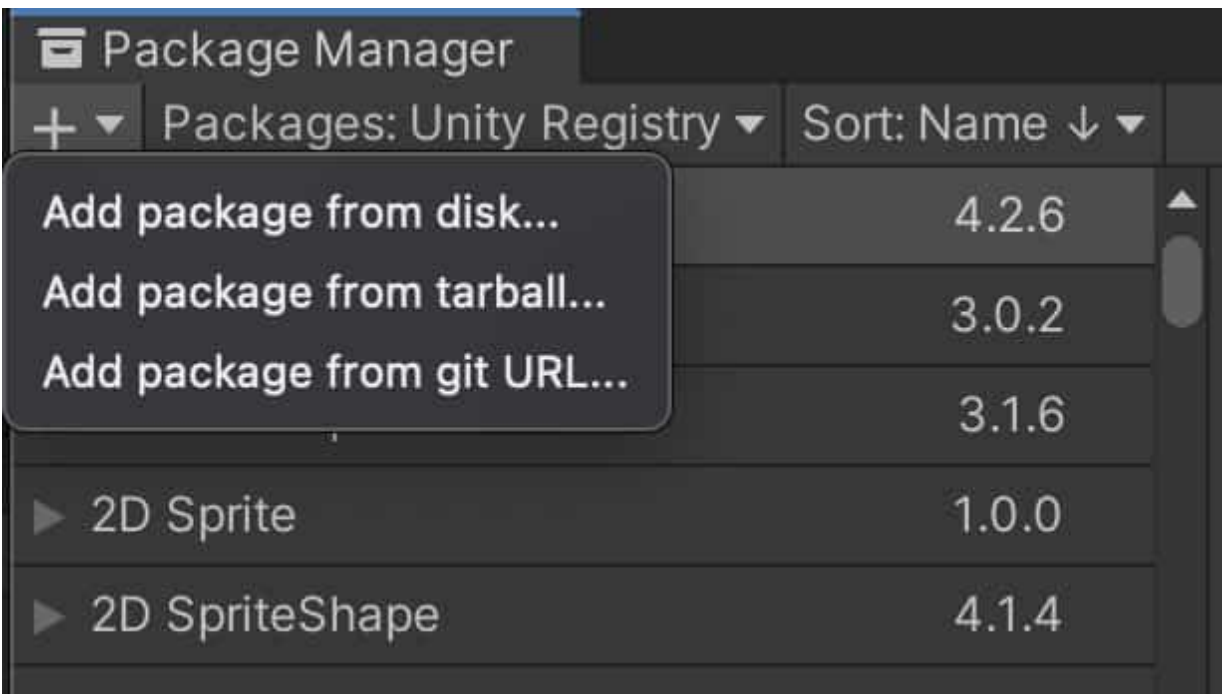 Package Manager
+ Packages: Unity Registry Sort: Name ↓
Add package from disk...
4.2.6
Add package from tarball...
3.0.2
Add package from git URL...
3.1.6
2D Sprite 1.0.0
2D SpriteShape 4.1.4